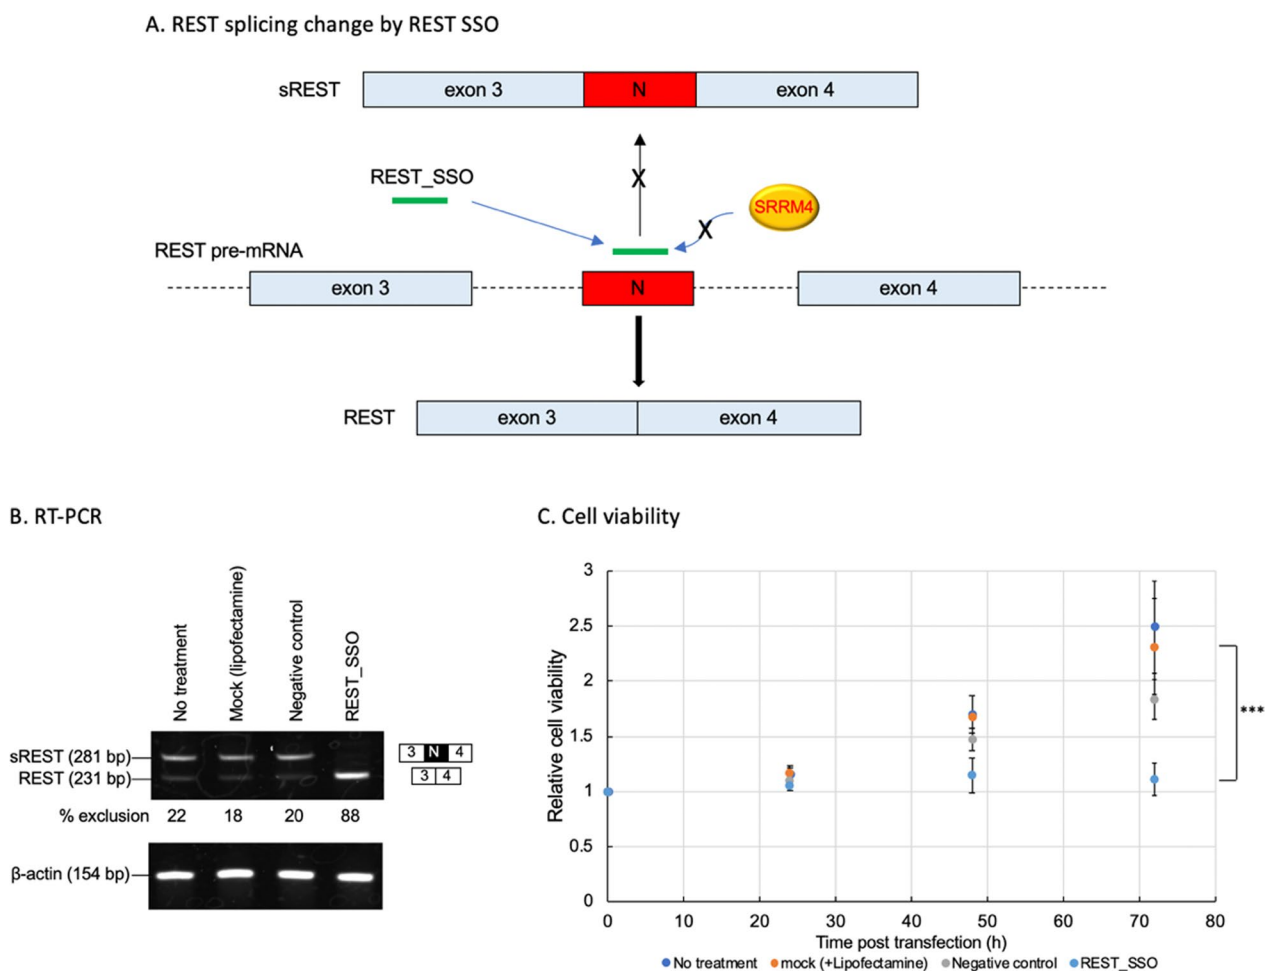 A. REST splicing change by REST SSO
sREST
exon 3
N
exon 4
REST_SSO
X
SRRM4
X
REST pre-mRNA
exon 3
N
exon 4
REST
exon 3
exon 4
B. RT-PCR
No treatment
Mock (lipofectamine)
Negative control
REST_SSO
sREST (281 bp)
3 N 4
REST (231 bp)
3 4
% exclusion 22 18 20 88
β-actin (154 bp)
C. Cell viability
3
2.5
2
1.5
1
0.5
0
Relative cell viability
***
0 10 20 30 40 50 60 70 80
Time post transfection (h)
No treatment mock (+Lipofectamine) Negative control REST_SSO